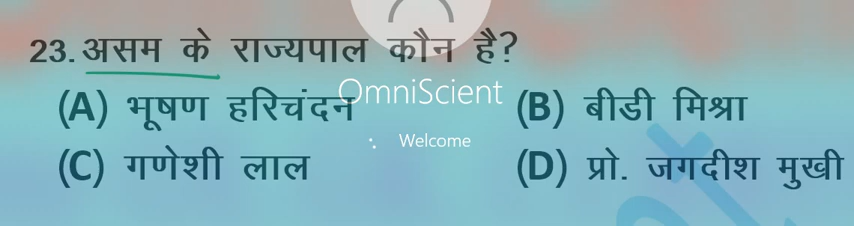 23. असम के राज्यपाल कौन है?
(A) भूषण हरिचंदन
(B) बीडी मिश्रा
OmniScient
Welcome
(C) गणेशी लाल
(D) प्रो. जगदीश मुखी